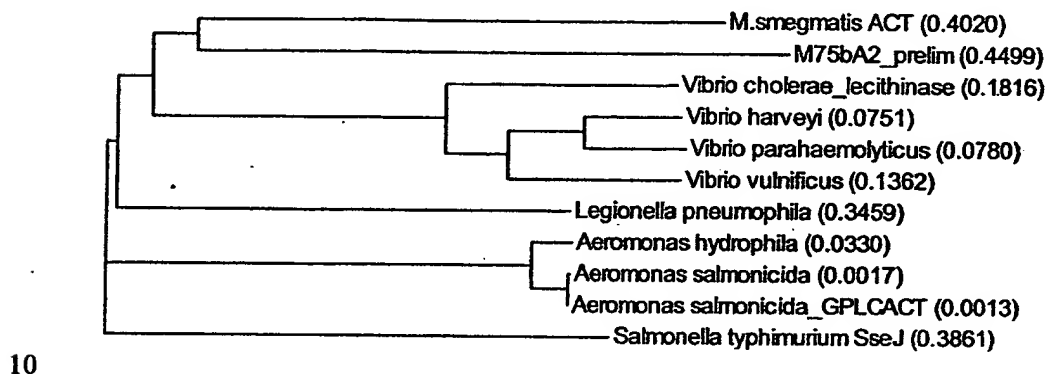 M.smegmatis ACT (0.4020)
M75bA2_prelim (0.4499)
Vibrio cholerae_lecithinase (0.1816)
Vibrio harveyi (0.0751)
Vibrio parahaemolyticus (0.0780)
Vibrio vulnificus (0.1362)
Legionella pneumophila (0.3459)
Aeromonas hydrophila (0.0330)
Aeromonas salmonicida (0.0017)
Aeromonas salmonicida_GPLCACT (0.0013)
Salmonella typhimurium SseJ (0.3861)
10